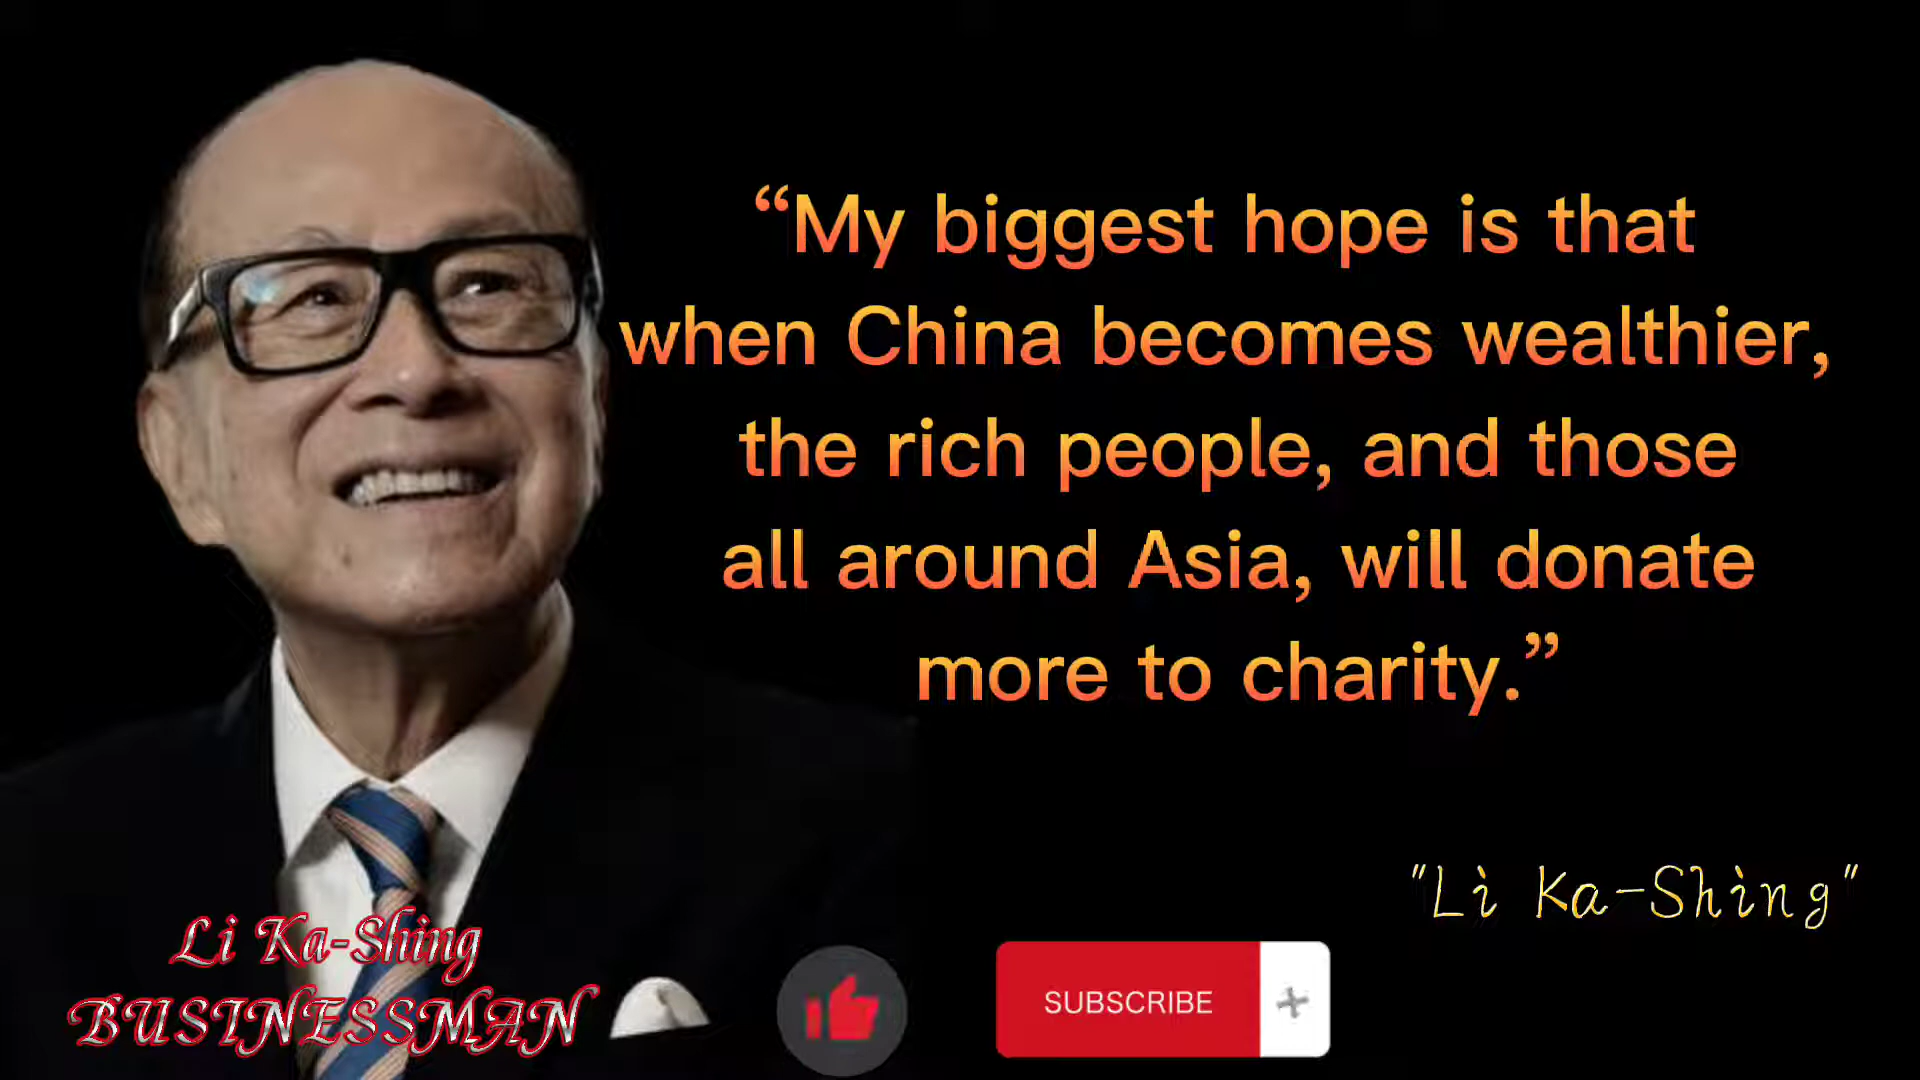 “My biggest hope is that
when China becomes wealthier,
the rich people, and those
all around Asia, will donate
more to charity.”
"Li Ka-Shing"
Li Ka-Shing
BUSINESSMAN
SUBSCRIBE